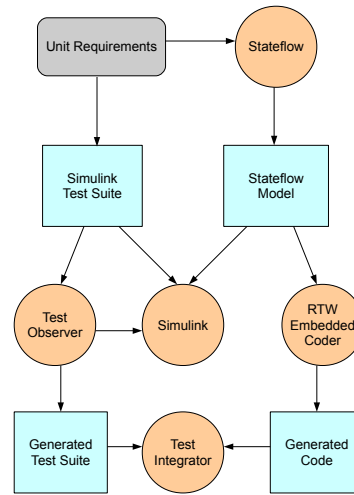 Unit Requirements
Stateflow
Simulink
Test Suite
Stateflow
Model
Test
Observer
Simulink
RTW
Embedded
Coder
Generated
Test Suite
Test
Integrator
Generated
Code